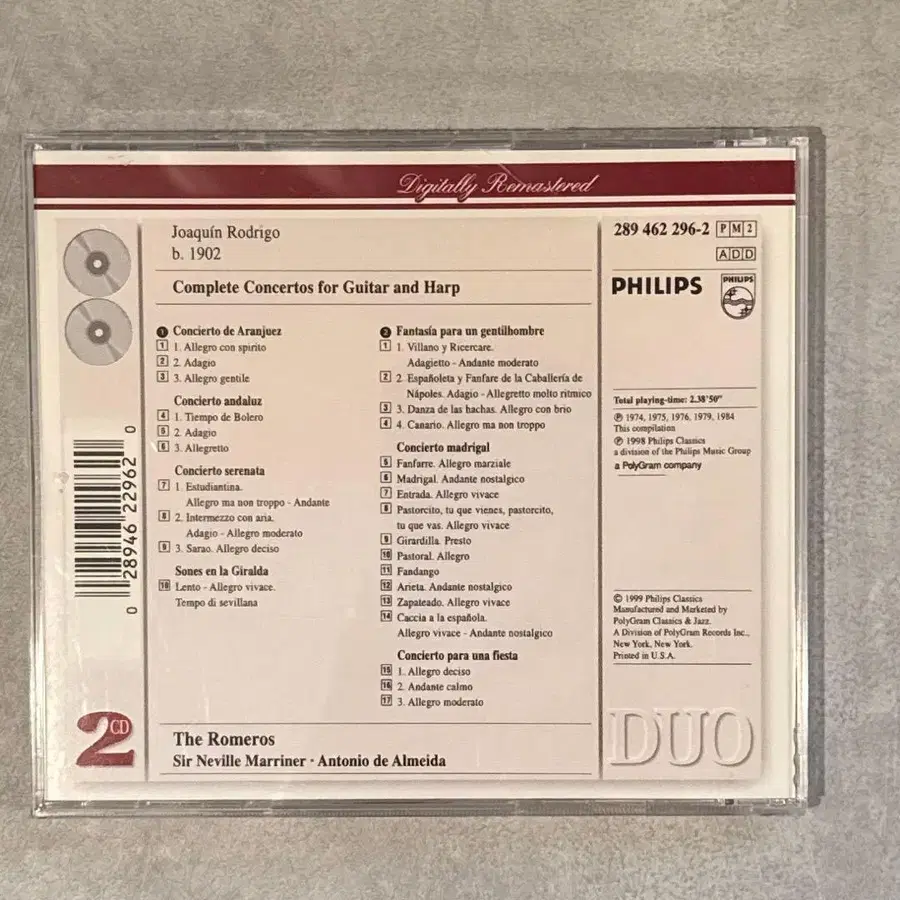 Digitally Remastered
Joaquín Rodrigo
b. 1902
Complete Concertos for Guitar and Harp
1 Concierto de Aranjuez
1 1. Allegro con spirito
2 2. Adagio
3 3. Allegro gentile
Concierto andaluz
4 1. Tiempo de Bolero
5 2. Adagio
6 3. Allegretto
Concierto serenata
7 1. Estudiantina.
Allegro ma non troppo - Andante
8 2. Intermezzo con aria.
Adagio - Allegro moderato
9 3. Sarao. Allegro deciso
Sones en la Giralda
10 Lento - Allegro vivace.
Tempo di sevillana
2 Fantasía para un gentilhombre
1 1. Villano y Ricercare.
Adagietto - Andante moderato
2 2. Españoleta y Fanfare de la Caballería de
Nápoles. Adagio - Allegretto molto ritmico
3 3. Danza de las hachas. Allegro con brio
4 4. Canario. Allegro ma non troppo
Concierto madrigal
5 Fanfarre. Allegro marziale
6 Madrigal. Andante nostalgico
7 Entrada. Allegro vivace
8 Pastorcito, tu que vienes, pastorcito,
tu que vas. Allegro vivace
9 Girardilla. Presto
10 Pastoral. Allegro
11 Fandango
12 Arieta. Andante nostalgico
13 Zapateado. Allegro vivace
14 Caccia a la española.
Allegro vivace - Andante nostalgico
Concierto para una fiesta
15 1. Allegro deciso
16 2. Andante calmo
17 3. Allegro moderato
The Romeros
Sir Neville Marriner · Antonio de Almeida
289 462 296-2 PM2
ADD
PHILIPS
PHILIPS
Total playing-time: 2.38'50"
℗ 1974, 1975, 1976, 1979, 1984
This compilation
℗ 1998 Philips Classics
a division of the Philips Music Group
a PolyGram company
© 1999 Philips Classics
Manufactured and Marketed by
PolyGram Classics & Jazz.
A Division of PolyGram Records Inc.,
New York, New York.
Printed in U.S.A.
DUO
0 28946 22962 0
2 CD